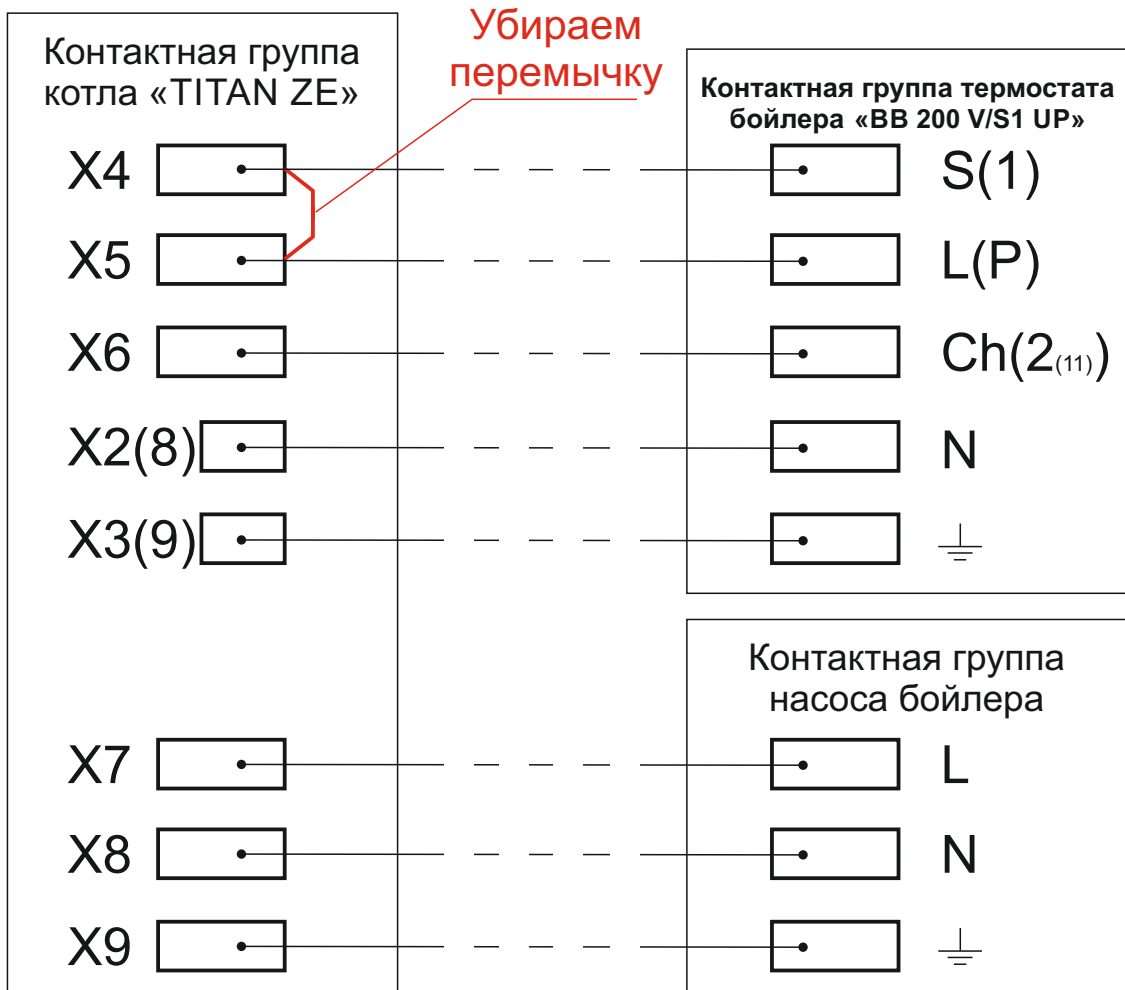 Убираем
перемычку
Контактная группа
котла «TITAN ZE»
Контактная группа термостата
бойлера «BB 200 V/S1 UP»
X4
S(1)
X5
L(P)
X6
Ch(2(11))
X2(8)
N
X3(9)
Контактная группа
насоса бойлера
X7
L
X8
N
X9